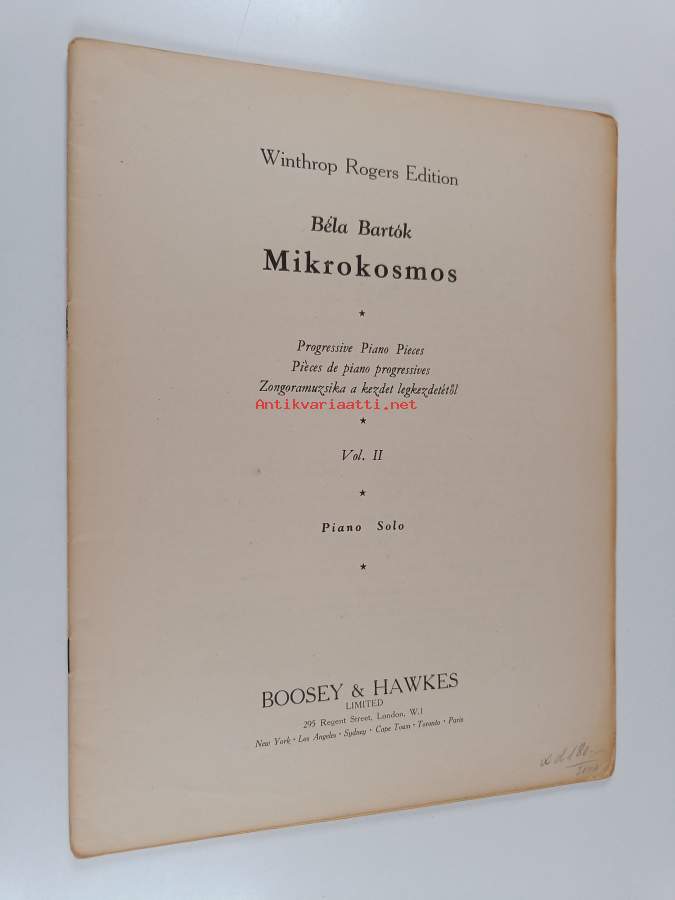 Winthrop Rogers Edition
Béla Bartók
Mikrokosmos
Progressive Piano Pieces
Pièces de piano progressives
Zongoramuzsika a kezdet legkezdetétől
Antikvariaatti.net
Vol. II
Piano Solo
BOOSEY & HAWKES
LIMITED
295 Regent Street, London, W.1
New York · Los Angeles · Sydney · Cape Town · Toronto · Paris